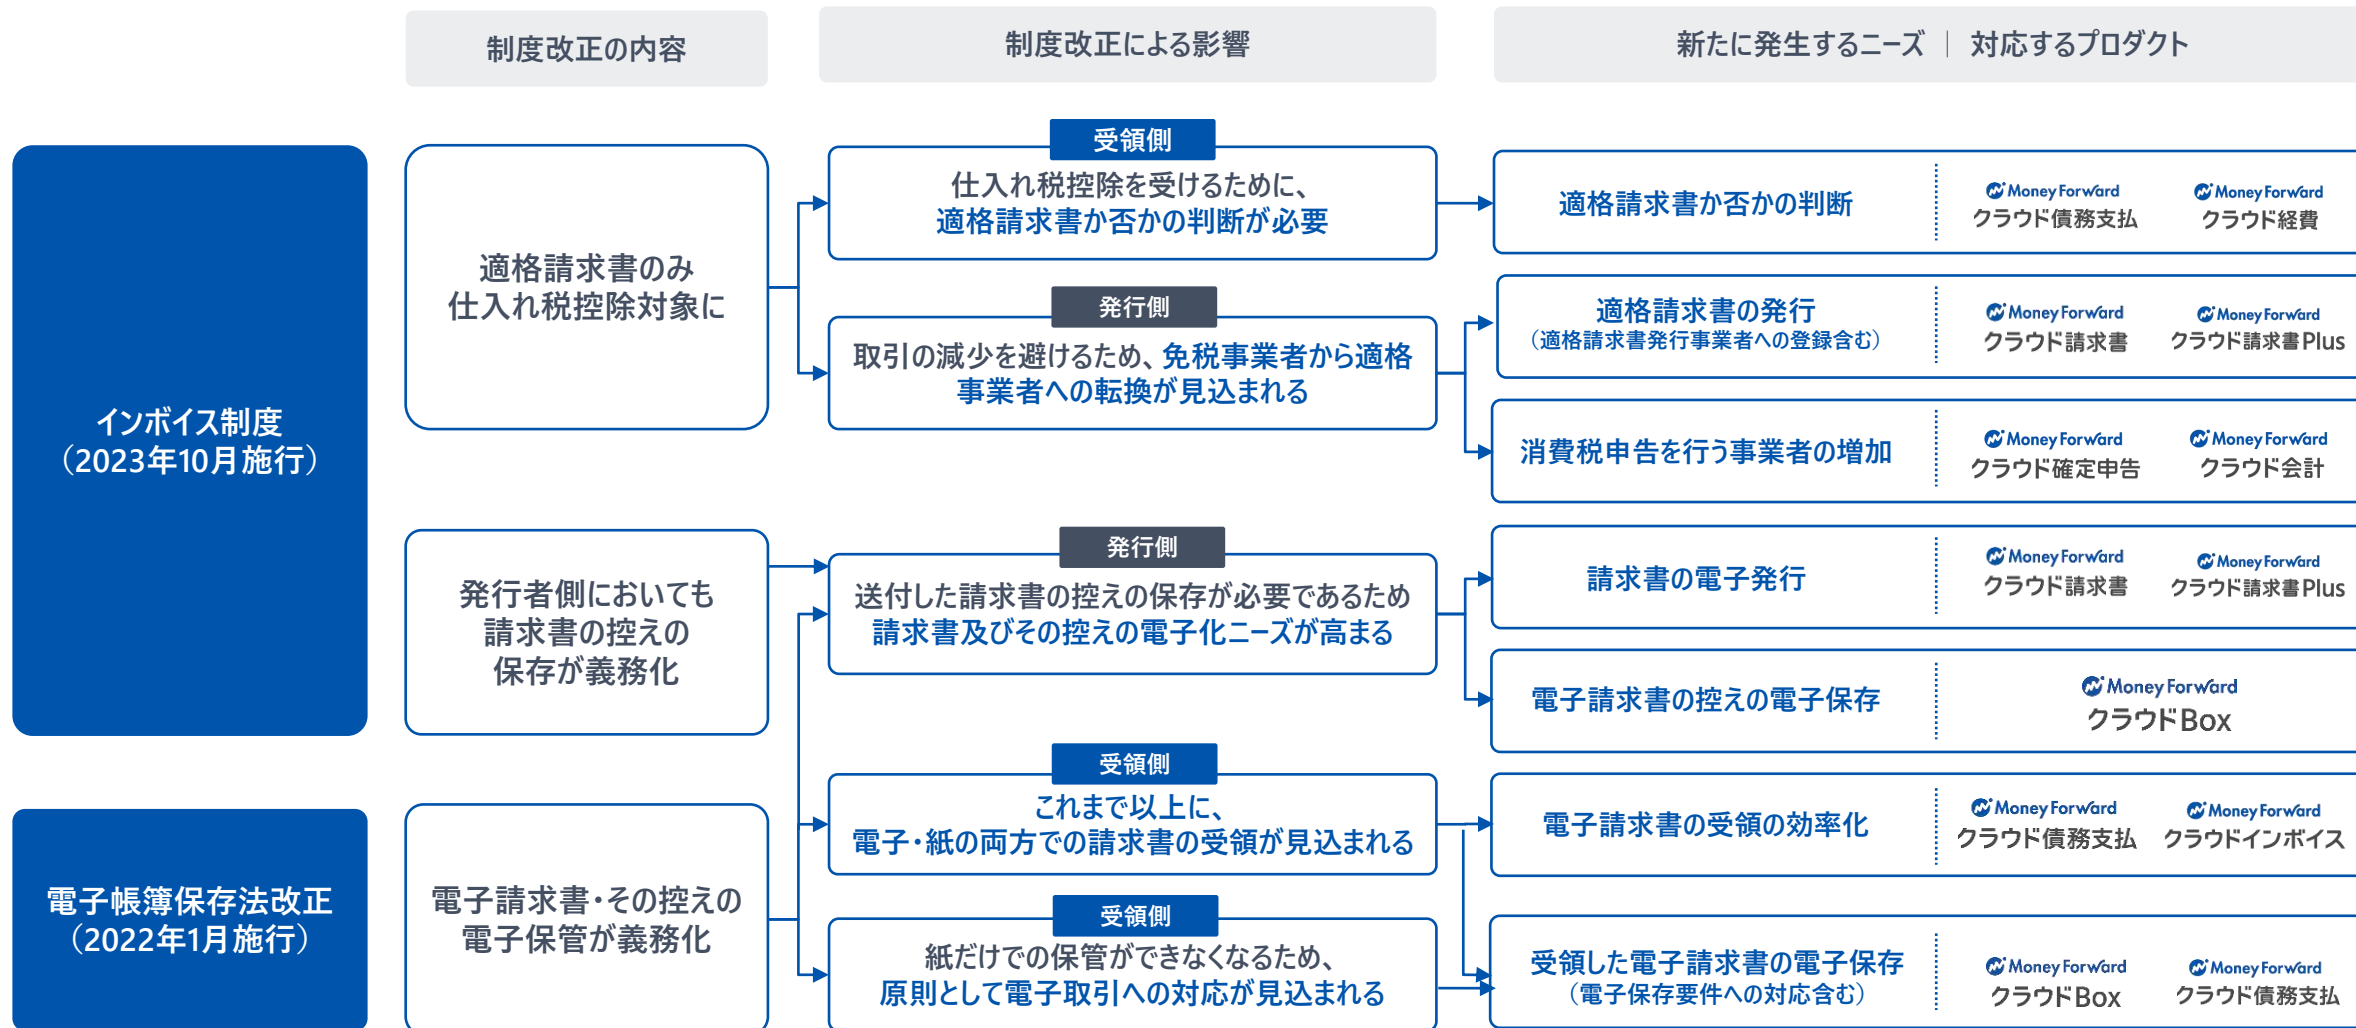 制度改正の内容
制度改正による影響
新たに発生するニーズ ｜ 対応するプロダクト
インボイス制度
（2023年10月施行）
適格請求書のみ
仕入れ税控除対象に
受領側
仕入れ税控除を受けるために、
適格請求書か否かの判断が必要
適格請求書か否かの判断
Money Forward
クラウド債務支払
Money Forward
クラウド経費
発行側
取引の減少を避けるため、免税事業者から適格
事業者への転換が見込まれる
適格請求書の発行
（適格請求書発行事業者への登録含む）
Money Forward
クラウド請求書
Money Forward
クラウド請求書Plus
消費税申告を行う事業者の増加
Money Forward
クラウド確定申告
Money Forward
クラウド会計
発行者側においても
請求書の控えの
保存が義務化
発行側
送付した請求書の控えの保存が必要であるため
請求書及びその控えの電子化ニーズが高まる
請求書の電子発行
Money Forward
クラウド請求書
Money Forward
クラウド請求書Plus
電子請求書の控えの電子保存
Money Forward
クラウドBox
電子帳簿保存法改正
（2022年1月施行）
電子請求書・その控えの
電子保管が義務化
受領側
これまで以上に、
電子・紙の両方での請求書の受領が見込まれる
電子請求書の受領の効率化
Money Forward
クラウド債務支払
Money Forward
クラウドインボイス
受領側
紙だけでの保管ができなくなるため、
原則として電子取引への対応が見込まれる
受領した電子請求書の電子保存
（電子保存要件への対応含む）
Money Forward
クラウドBox
Money Forward
クラウド債務支払